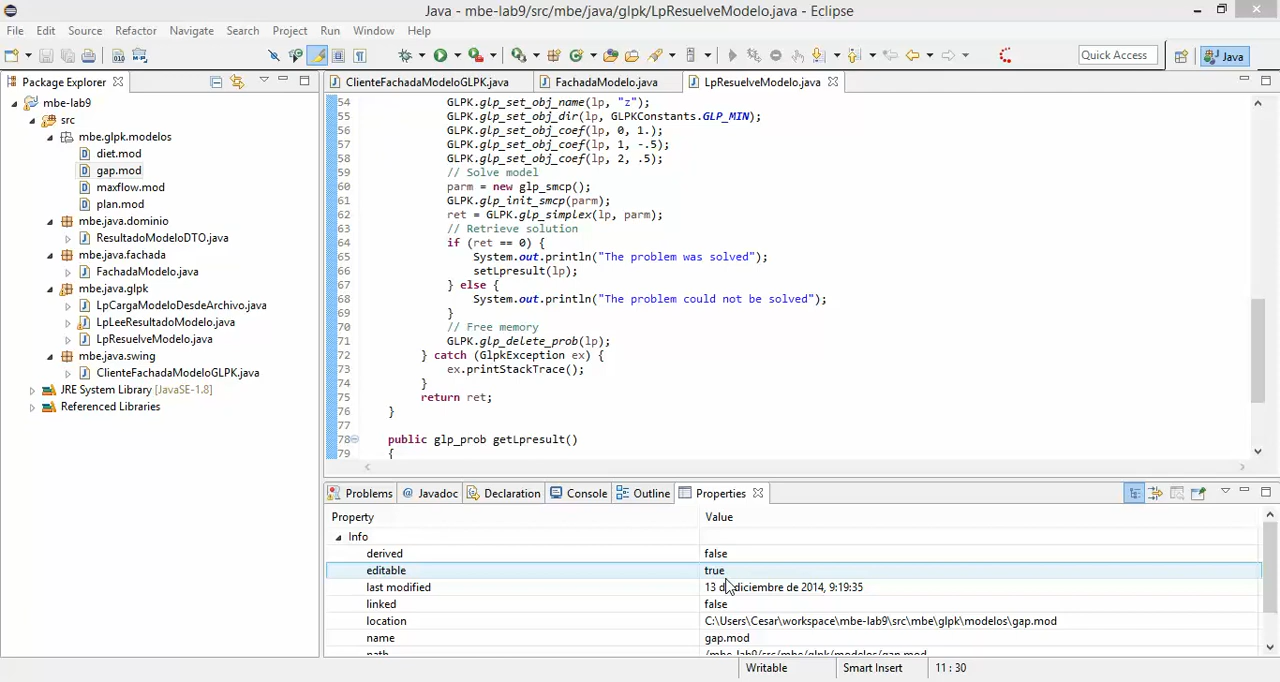 Java - mbe-lab9/src/mbe/java/glpk/LpResuelveModelo.java - Eclipse
File Edit Source Refactor Navigate Search Project Run Window Help
Quick Access Java
Package Explorer
mbe-lab9
src
mbe.glpk.modelos
diet.mod
gap.mod
maxflow.mod
plan.mod
mbe.java.dominio
ResultadoModeloDTO.java
mbe.java.fachada
FachadaModelo.java
mbe.java.glpk
LpCargaModeloDesdeArchivo.java
LpLeeResultadoModelo.java
LpResuelveModelo.java
mbe.java.swing
ClienteFachadaModeloGLPK.java
JRE System Library [JavaSE-1.8]
Referenced Libraries
ClienteFachadaModeloGLPK.java FachadaModelo.java LpResuelveModelo.java
54 GLPK.glp_set_obj_name(lp, "z");
55 GLPK.glp_set_obj_dir(lp, GLPKConstants.GLP_MIN);
56 GLPK.glp_set_obj_coef(lp, 0, 1.);
57 GLPK.glp_set_obj_coef(lp, 1, -.5);
58 GLPK.glp_set_obj_coef(lp, 2, .5);
59 // Solve model
60 parm = new glp_smcp();
61 GLPK.glp_init_smcp(parm);
62 ret = GLPK.glp_simplex(lp, parm);
63 // Retrieve solution
64 if (ret == 0) {
65 System.out.println("The problem was solved");
66 setLpresult(lp);
67 } else {
68 System.out.println("The problem could not be solved");
69 }
70 // Free memory
71 GLPK.glp_delete_prob(lp);
72 } catch (GlpkException ex) {
73 ex.printStackTrace();
74 }
75 return ret;
76 }
77
78 public glp_prob getLpresult()
79 {
Problems @ Javadoc Declaration Console Outline Properties
Property Value
Info
derived false
editable true
last modified 13 de diciembre de 2014, 9:19:35
linked false
location C:\Users\Cesar\workspace\mbe-lab9\src\mbe\glpk\modelos\gap.mod
name gap.mod
path /mbe-lab9/src/mbe/glpk/modelos/gap.mod
Writable Smart Insert 11 : 30